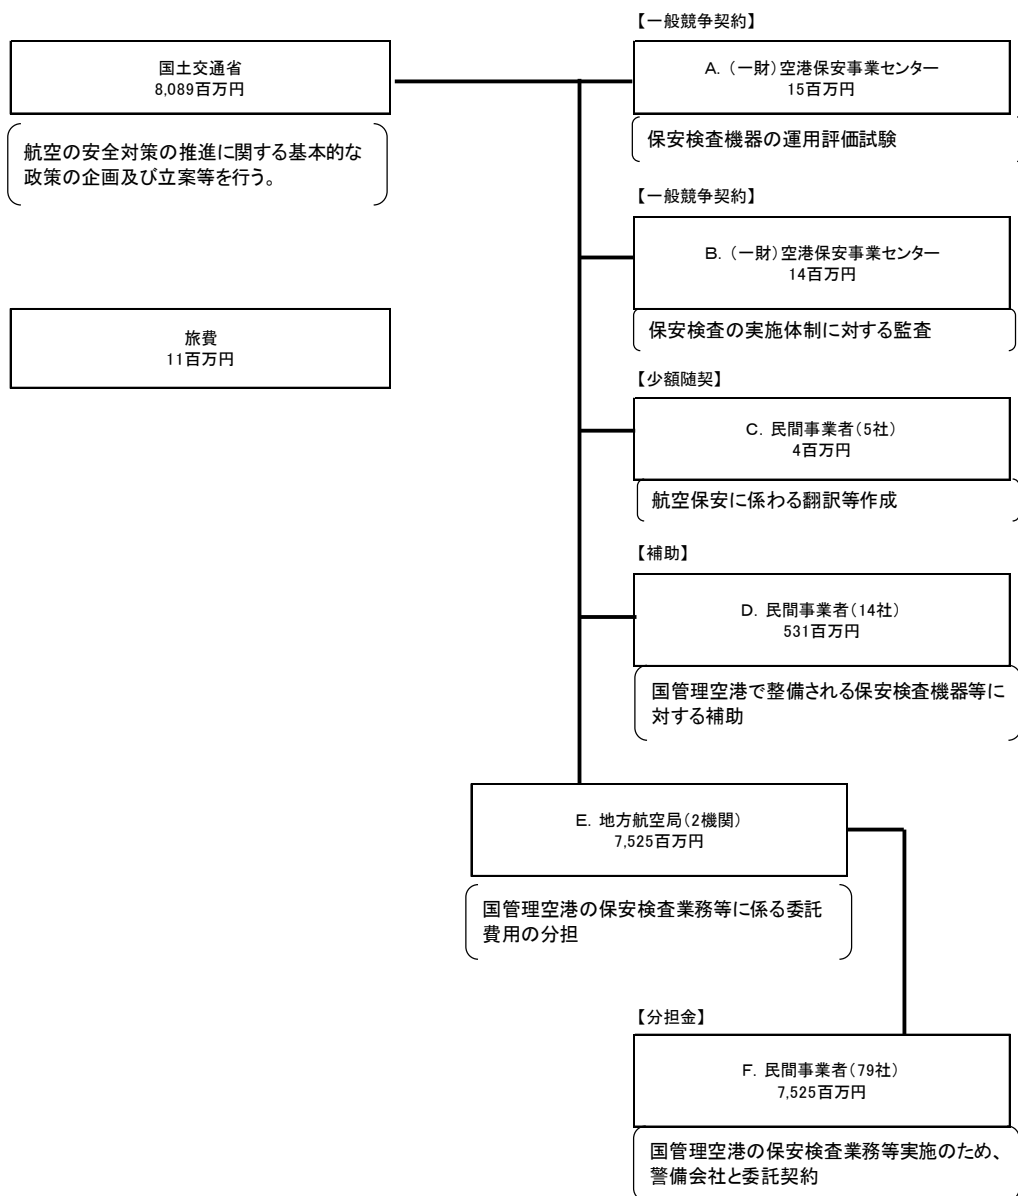 国土交通省
8,089百万円
航空の安全対策の推進に関する基本的な
政策の企画及び立案等を行う。
旅費
11百万円
【一般競争契約】
A. (一財)空港保安事業センター
15百万円
保安検査機器の運用評価試験
【一般競争契約】
B. (一財)空港保安事業センター
14百万円
保安検査の実施体制に対する監査
【少額随契】
C. 民間事業者(5社)
4百万円
航空保安に係わる翻訳等作成
【補助】
D. 民間事業者(14社)
531百万円
国管理空港で整備される保安検査機器等に
対する補助
E. 地方航空局(2機関)
7,525百万円
国管理空港の保安検査業務等に係る委託
費用の分担
【分担金】
F. 民間事業者(79社)
7,525百万円
国管理空港の保安検査業務等実施のため、
警備会社と委託契約